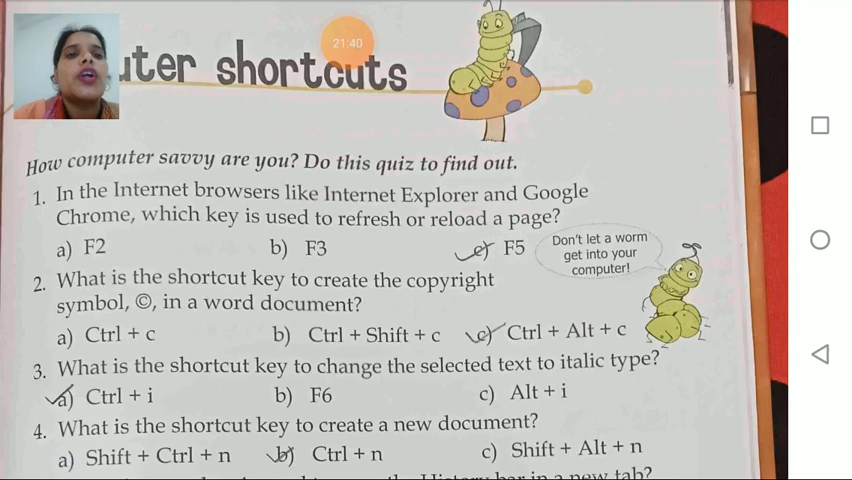 21:40
uter shortcuts
How computer savvy are you? Do this quiz to find out.
1. In the Internet browsers like Internet Explorer and Google
Chrome, which key is used to refresh or reload a page?
a) F2 b) F3 c) F5
Don't let a worm
get into your
computer!
2. What is the shortcut key to create the copyright
symbol, ©, in a word document?
a) Ctrl + c b) Ctrl + Shift + c c) Ctrl + Alt + c
3. What is the shortcut key to change the selected text to italic type?
a) Ctrl + i b) F6 c) Alt + i
4. What is the shortcut key to create a new document?
a) Shift + Ctrl + n b) Ctrl + n c) Shift + Alt + n
History bar in a new tab?